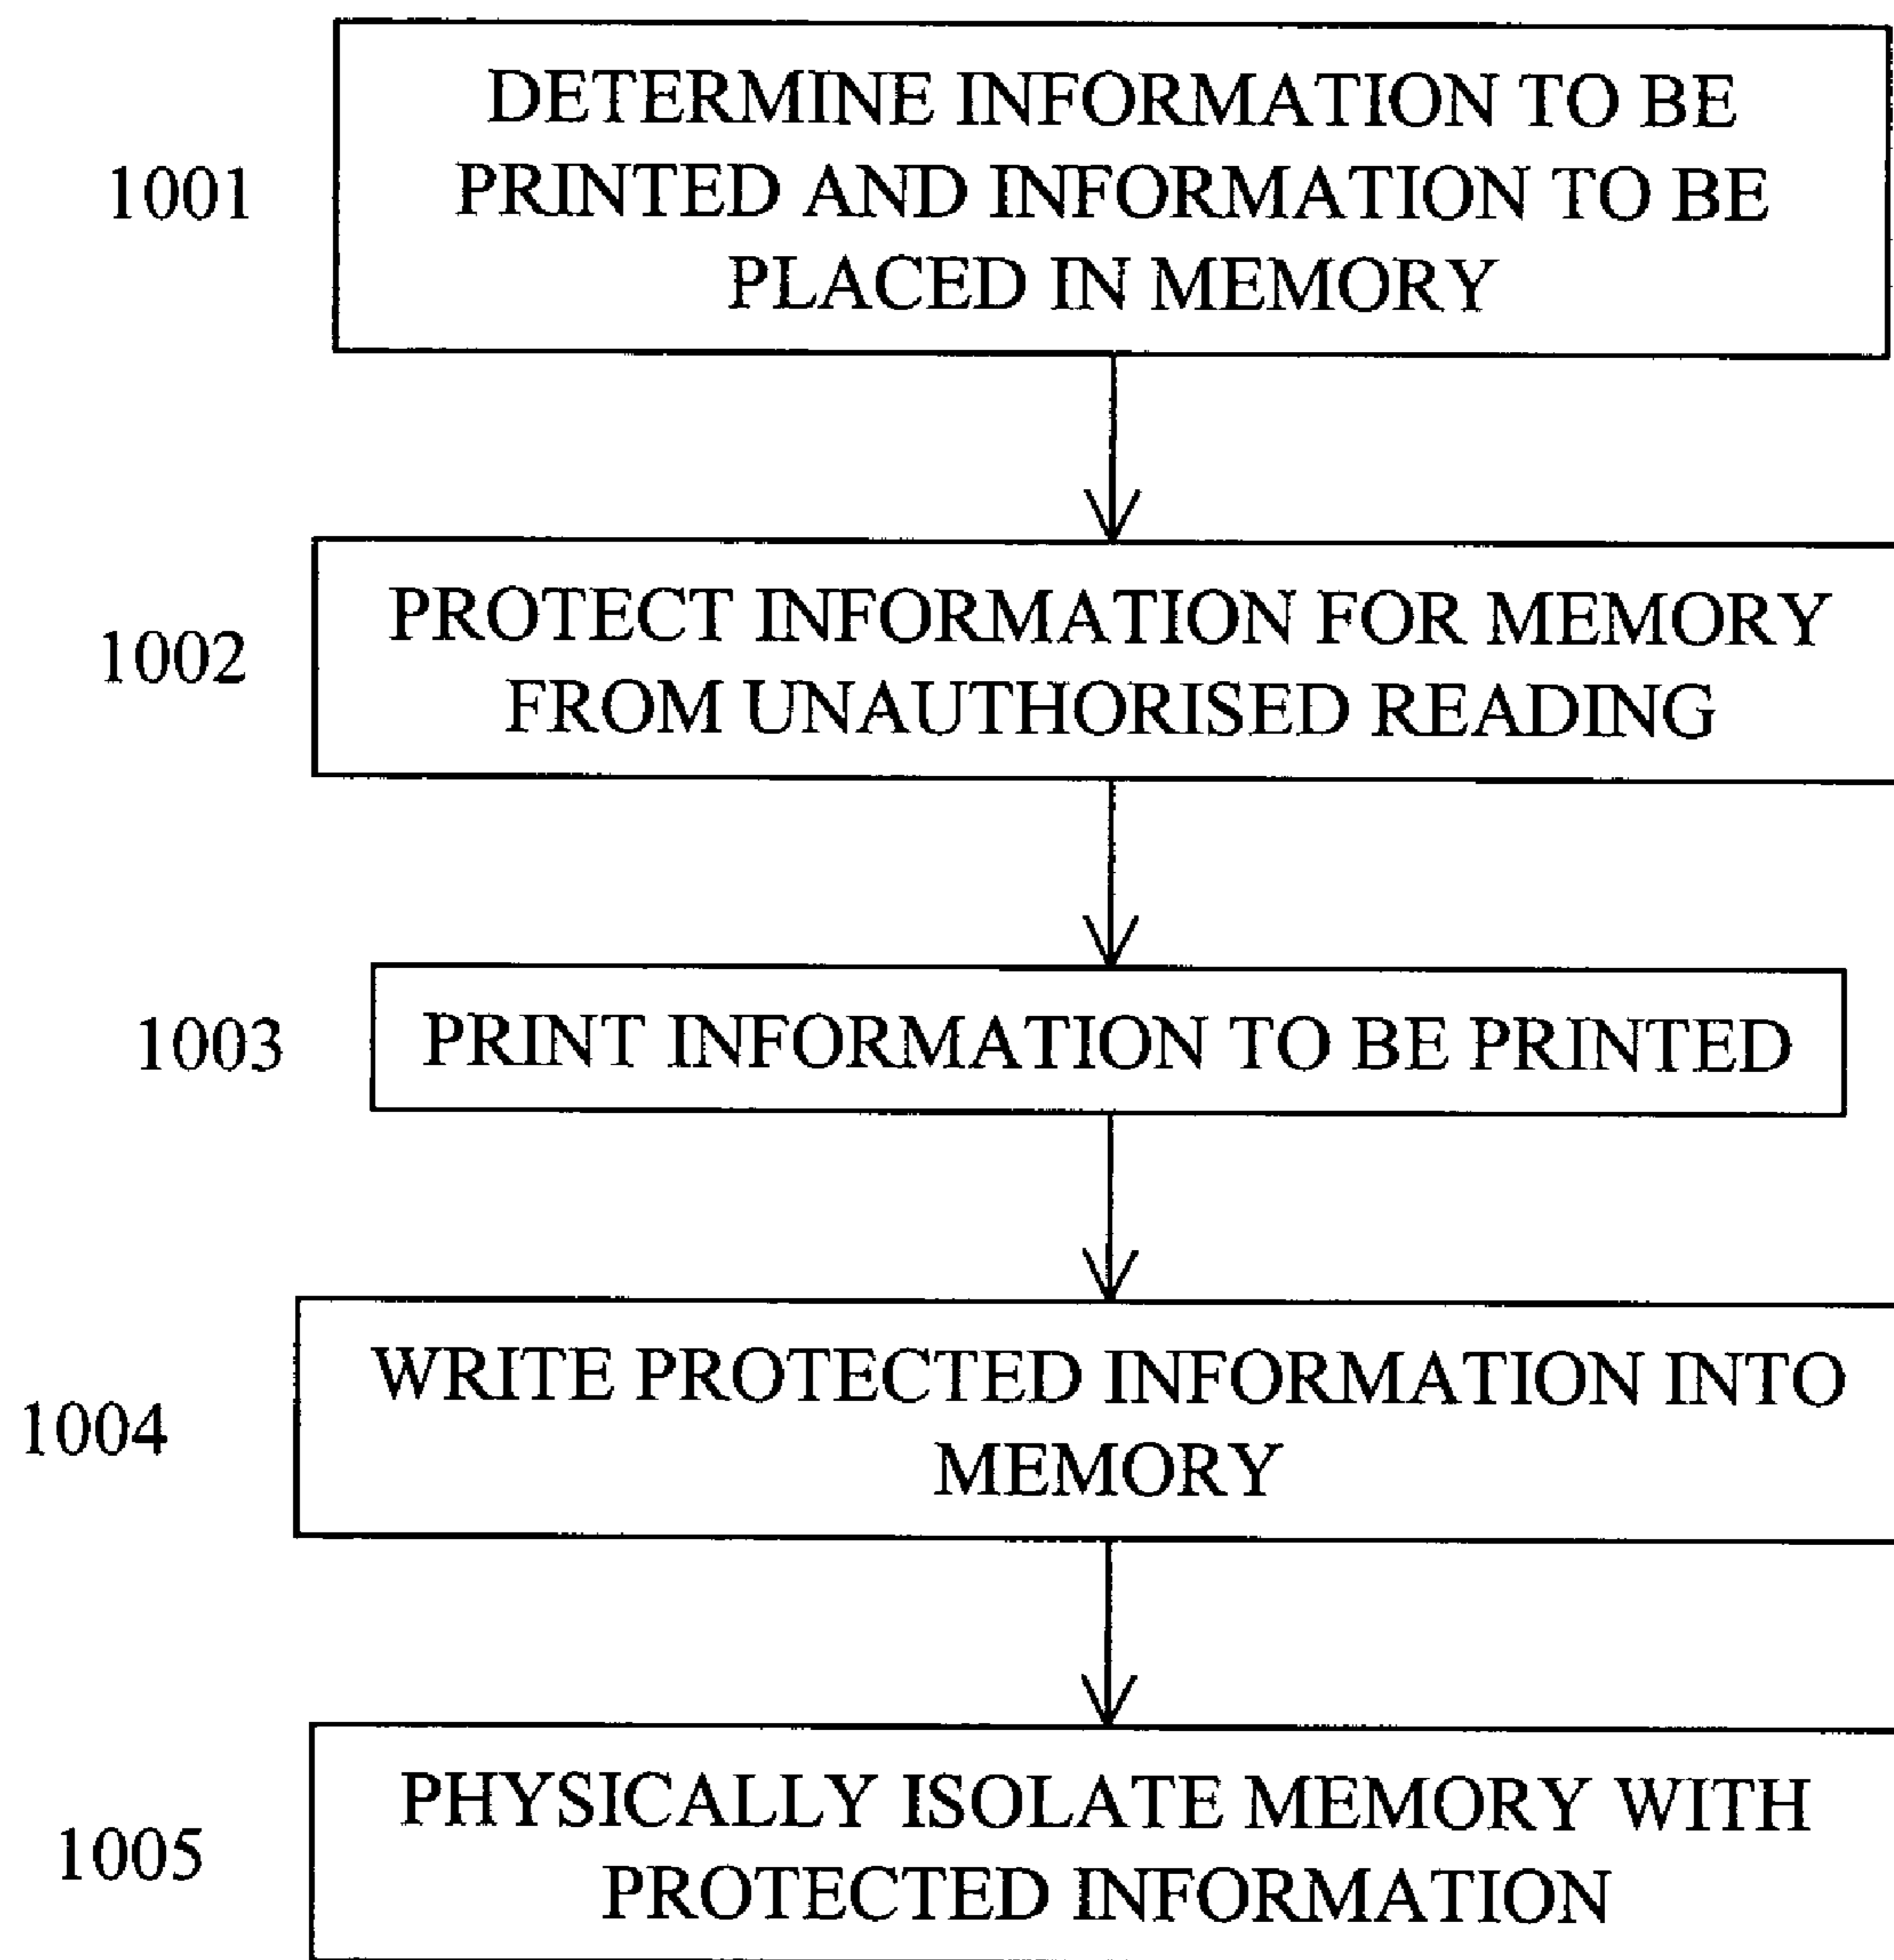 DETERMINE INFORMATION TO BE
1001
PRINTED AND INFORMATION TO BE
PLACED IN MEMORY
PROTECT INFORMATION FOR MEMORY
1002
FROM UNAUTHORISED READING
1003
PRINT INFORMATION TO BE PRINTED
WRITE PROTECTED INFORMATION INTO
1004
MEMORY
PHYSICALLY ISOLATE MEMORY WITH
1005
PROTECTED INFORMATION